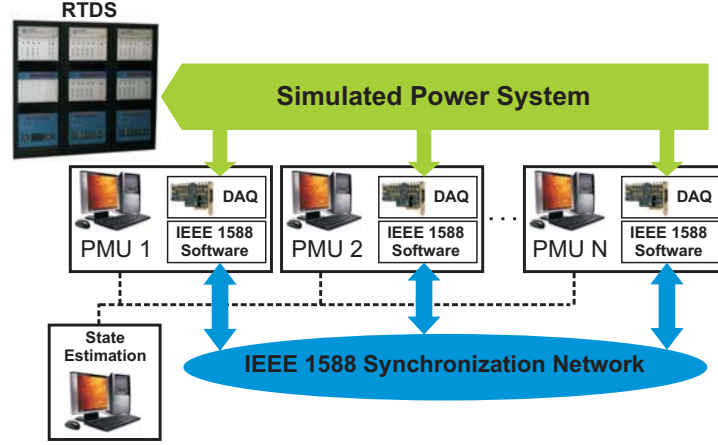 RTDS
Simulated Power System
DAQ
IEEE 1588
Software
PMU 1
DAQ
IEEE 1588
Software
PMU 2
. . .
DAQ
IEEE 1588
Software
PMU N
State
Estimation
IEEE 1588 Synchronization Network